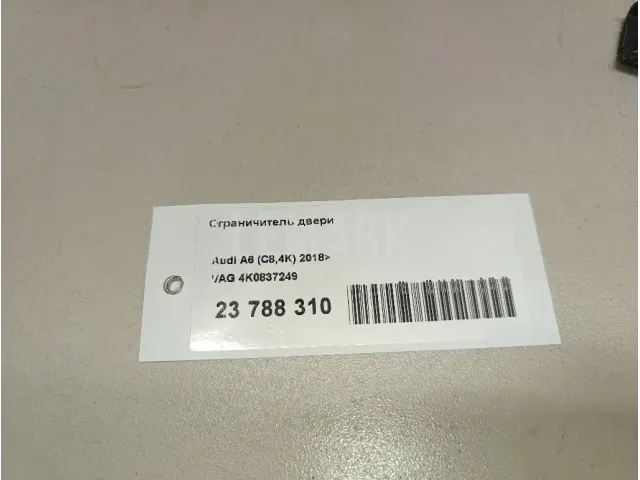 Ограничитель двери
Audi A6 (C8,4K) 2018>
VAG 4K0837249
23 788 310